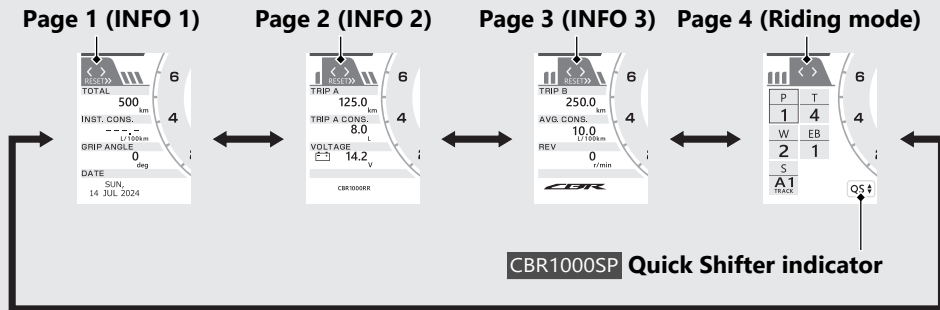 Page 1 (INFO 1)
Page 2 (INFO 2)
Page 3 (INFO 3)
Page 4 (Riding mode)
RESET
TOTAL
500
km
INST. CONS.
---.-
L/100km
GRIP ANGLE
0
deg
DATE
SUN,
14 JUL 2024
6
4
RESET
TRIP A
125.0
km
TRIP A CONS.
8.0
L
VOLTAGE
14.2
V
CBR1000RR
6
4
RESET
TRIP B
250.0
km
AVG. CONS.
10.0
L/100km
REV
0
r/min
CBR
6
4
P T
1 4
W EB
2 1
S
A1
TRACK
6
4
QS
CBR1000SP Quick Shifter indicator